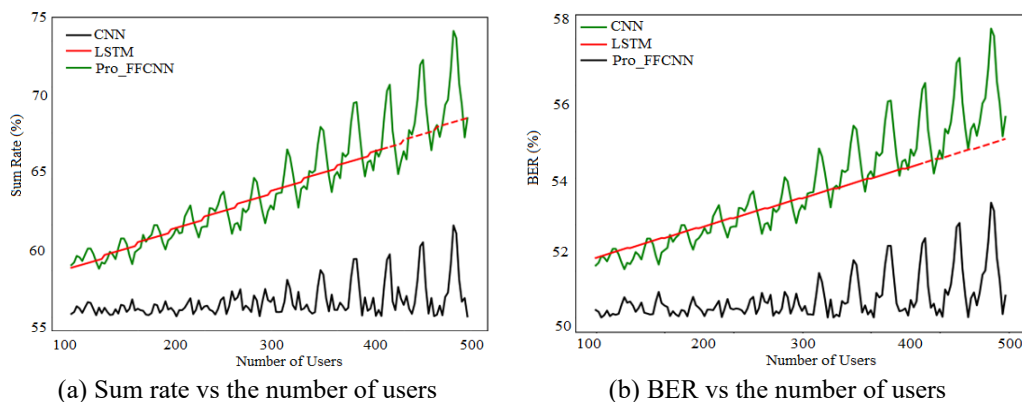 75
70
65
60
55
Sum Rate (%)
CNN
LSTM
Pro_FFCNN
100 200 300 400 500
Number of Users
(a) Sum rate vs the number of users
58
56
54
52
50
BER (%)
CNN
LSTM
Pro_FFCNN
100 200 300 400 500
Number of Users
(b) BER vs the number of users